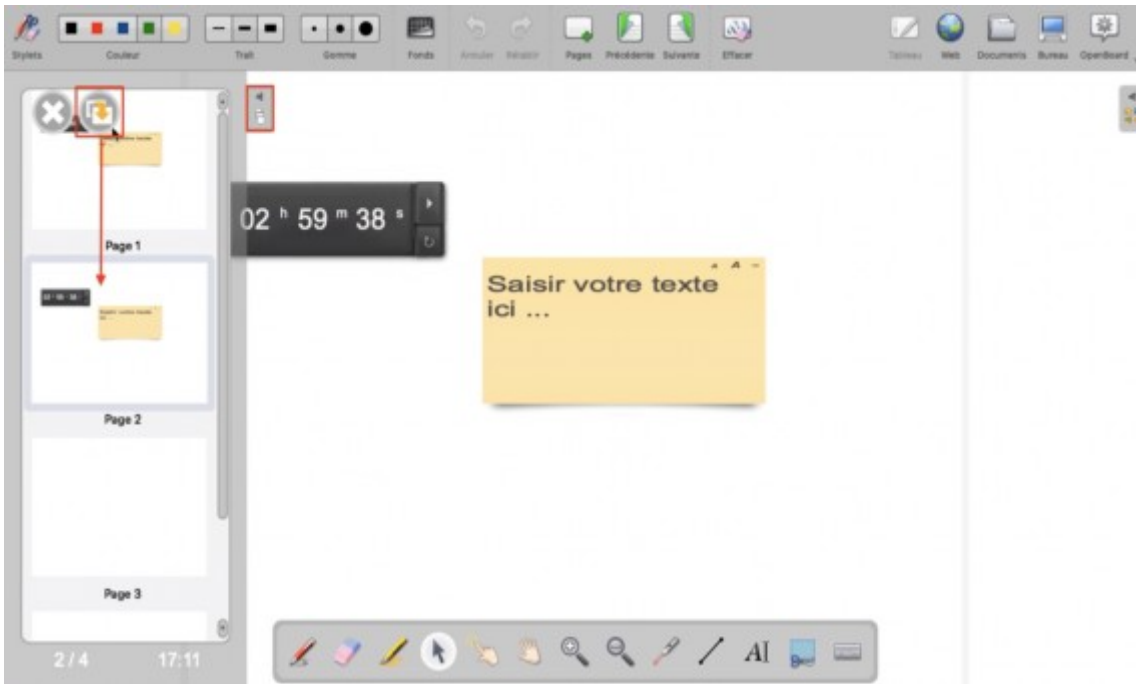 Stylets Couleur Trait Gomme Fonds Annuler Rétablir Pages Précédente Suivante Effacer Tableau Web Documents Bureau OpenBoard
Page 1
02 h 59 m 38 s
Saisir votre texte
ici ...
Page 2
Page 3
2/4 17:11
AI